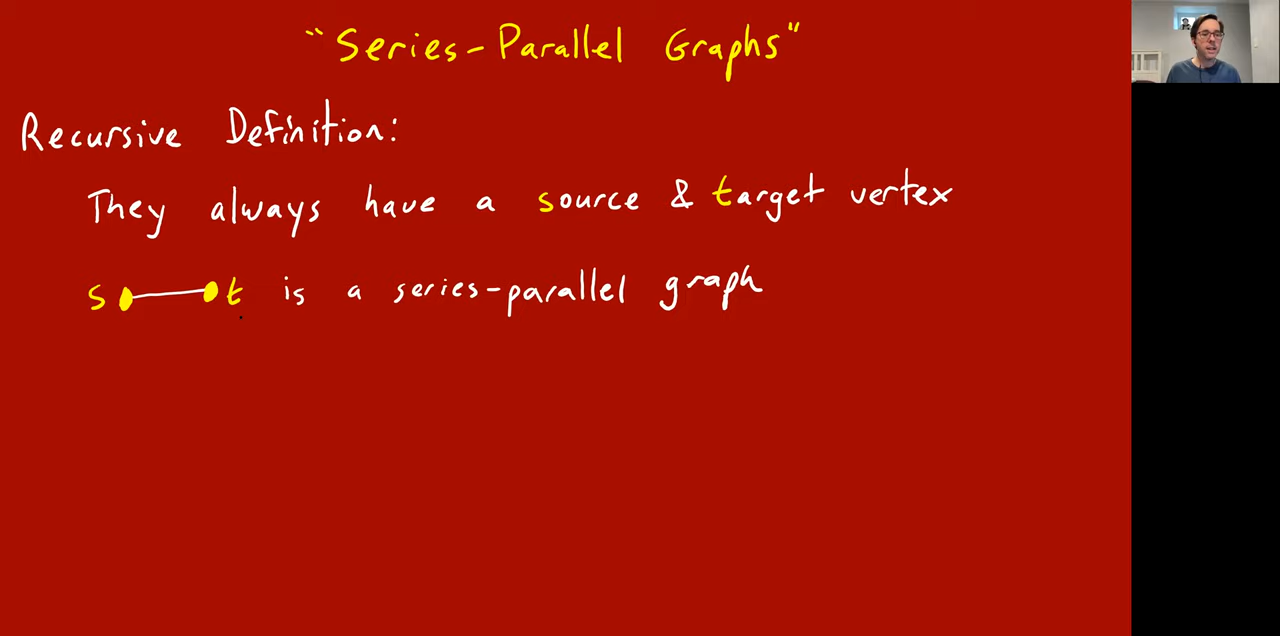 "Series-Parallel Graphs"
Recursive Definition:
They always have a source & target vertex
s t is a series-parallel graph